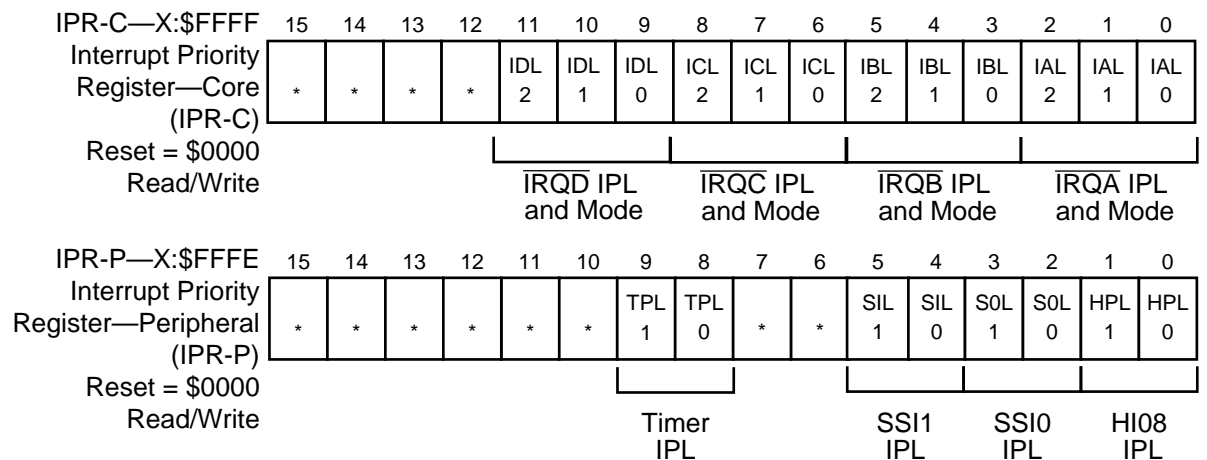 IPR-C—X:$FFFF 15 14 13 12 11 10 9 8 7 6 5 4 3 2 1 0
Interrupt Priority
Register—Core
(IPR-C)
Reset = $0000
Read/Write
* * * * IDL IDL IDL ICL ICL ICL IBL IBL IBL IAL IAL IAL
2 1 0 2 1 0 2 1 0 2 1 0
IRQD IPL IRQC IPL IRQB IPL IRQA IPL
and Mode and Mode and Mode and Mode
IPR-P—X:$FFFE 15 14 13 12 11 10 9 8 7 6 5 4 3 2 1 0
Interrupt Priority
Register—Peripheral
(IPR-P)
Reset = $0000
Read/Write
* * * * * * TPL TPL * * SIL SIL S0L S0L HPL HPL
1 0 1 0 1 0 1 0
Timer SSI1 SSI0 HI08
IPL IPL IPL IPL